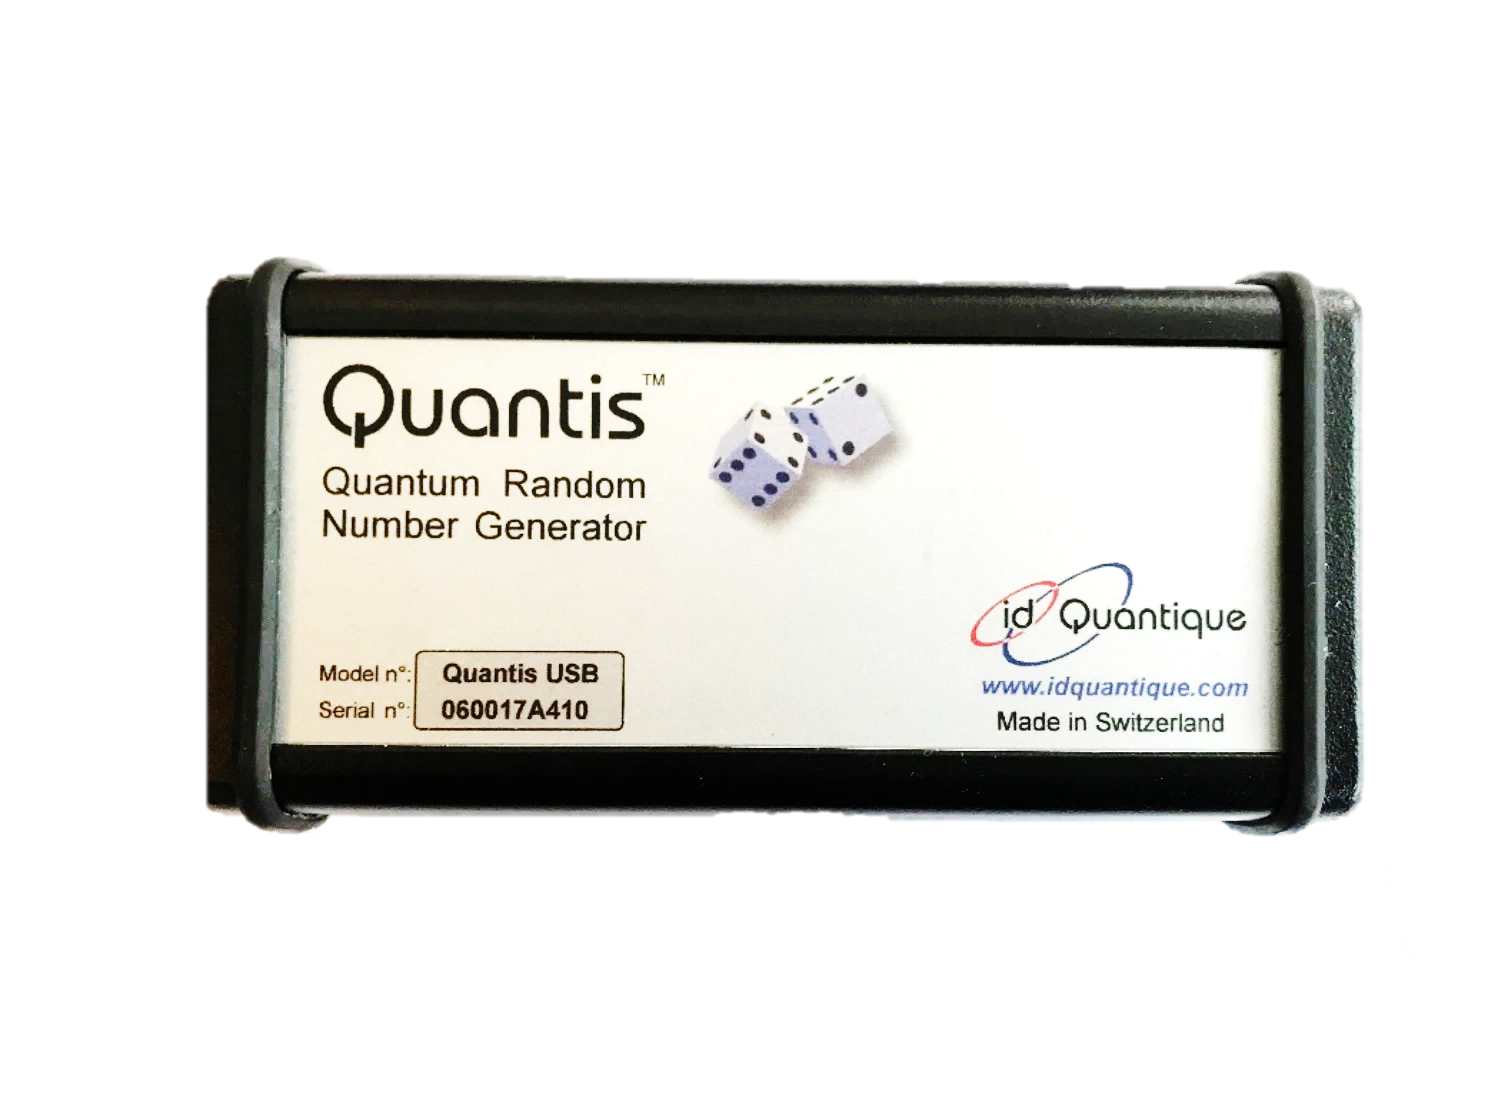 Quantis™
Quantum Random
Number Generator
Model n°: Quantis USB
Serial n°: 060017A410
id Quantique
www.idquantique.com
Made in Switzerland